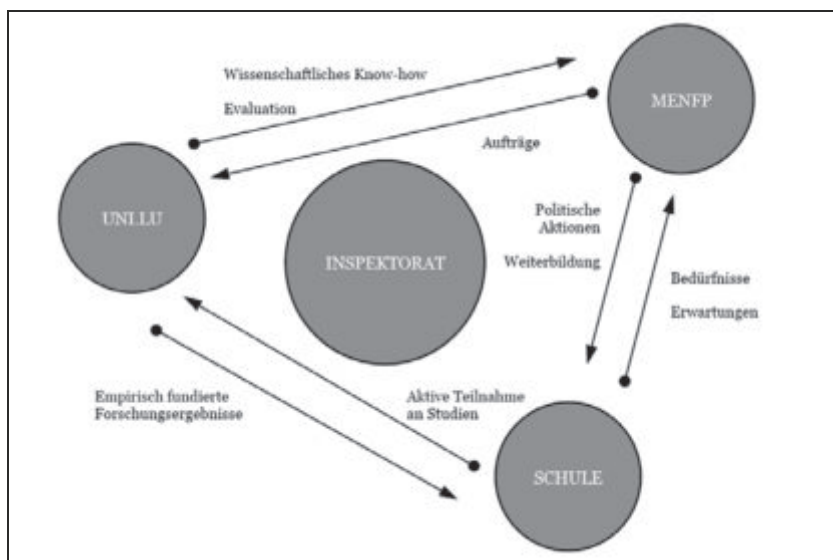 Wissenschaftliches Know-how
Evaluation
MENFP
Aufträge
UNI.LU
INSPEKTORAT
Politische
Aktionen
Weiterbildung
Bedürfnisse
Erwartungen
Empirisch fundierte
Forschungsergebnisse
Aktive Teilnahme
an Studien
SCHULE